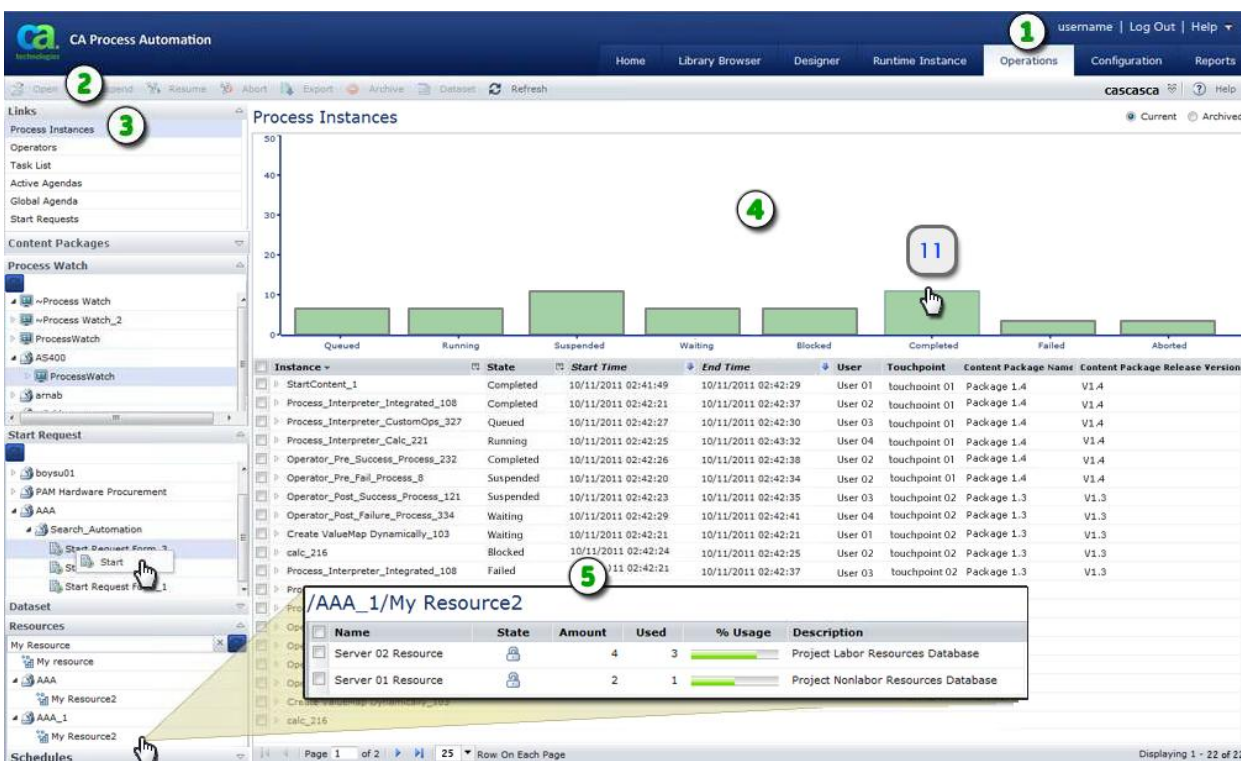 ca technologies
CA Process Automation
1
username | Log Out | Help
Home Library Browser Designer Runtime Instance Operations Configuration Reports
Open 2 Resume Abort Export Archive Dataset Refresh
cascasca Help
Links
Process Instances
3
Operators
Task List
Active Agendas
Global Agenda
Start Requests
Content Packages
Process Watch
~Process Watch
~Process Watch_2
ProcessWatch
AS400
ProcessWatch
arnab
Start Request
boysu01
PAM Hardware Procurement
AAA
Search_Automation
Start Request Form_3
Start
Start Request
Dataset
Resources
My Resource
My resource
AAA
My Resource2
AAA_1
My Resource2
Schedules
Process Instances
Current Archived
50
40
30
20
10
0
4
11
Queued Running Suspended Waiting Blocked Completed Failed Aborted
Instance State Start Time End Time User Touchpoint Content Package Name Content Package Release Version
StartContent_1 Completed 10/11/2011 02:41:49 10/11/2011 02:42:29 User 01 touchpoint 01 Package 1.4 V1.4
Process_Interpreter_Integrated_108 Completed 10/11/2011 02:42:21 10/11/2011 02:42:37 User 02 touchpoint 01 Package 1.4 V1.4
Process_Interpreter_CustomOps_327 Queued 10/11/2011 02:42:27 10/11/2011 02:42:30 User 03 touchpoint 01 Package 1.4 V1.4
Process_Interpreter_Calc_221 Running 10/11/2011 02:42:25 10/11/2011 02:43:32 User 04 touchpoint 01 Package 1.4 V1.4
Operator_Pre_Success_Process_232 Completed 10/11/2011 02:42:26 10/11/2011 02:42:38 User 02 touchpoint 01 Package 1.4 V1.4
Operator_Pre_Fail_Process_8 Suspended 10/11/2011 02:42:20 10/11/2011 02:42:34 User 02 touchpoint 01 Package 1.4 V1.4
Operator_Post_Success_Process_121 Suspended 10/11/2011 02:42:23 10/11/2011 02:42:35 User 03 touchpoint 02 Package 1.3 V1.3
Operator_Post_Failure_Process_334 Waiting 10/11/2011 02:42:29 10/11/2011 02:42:41 User 04 touchpoint 02 Package 1.3 V1.3
Create ValueMap Dynamically_103 Waiting 10/11/2011 02:42:21 10/11/2011 02:42:21 User 01 touchpoint 02 Package 1.3 V1.3
calc_216 Blocked 10/11/2011 02:42:24 10/11/2011 02:42:25 User 02 touchpoint 02 Package 1.3 V1.3
Process_Interpreter_Integrated_108 Failed 02:42:21 10/11/2011 02:42:37 User 03 touchpoint 02 Package 1.3 V1.3
5
/AAA_1/My Resource2
Name State Amount Used % Usage Description
Server 02 Resource 4 3 Project Labor Resources Database
Server 01 Resource 2 1 Project Nonlabor Resources Database
calc_216
Page 1 of 2 25 Row On Each Page
Displaying 1 - 22 of 22